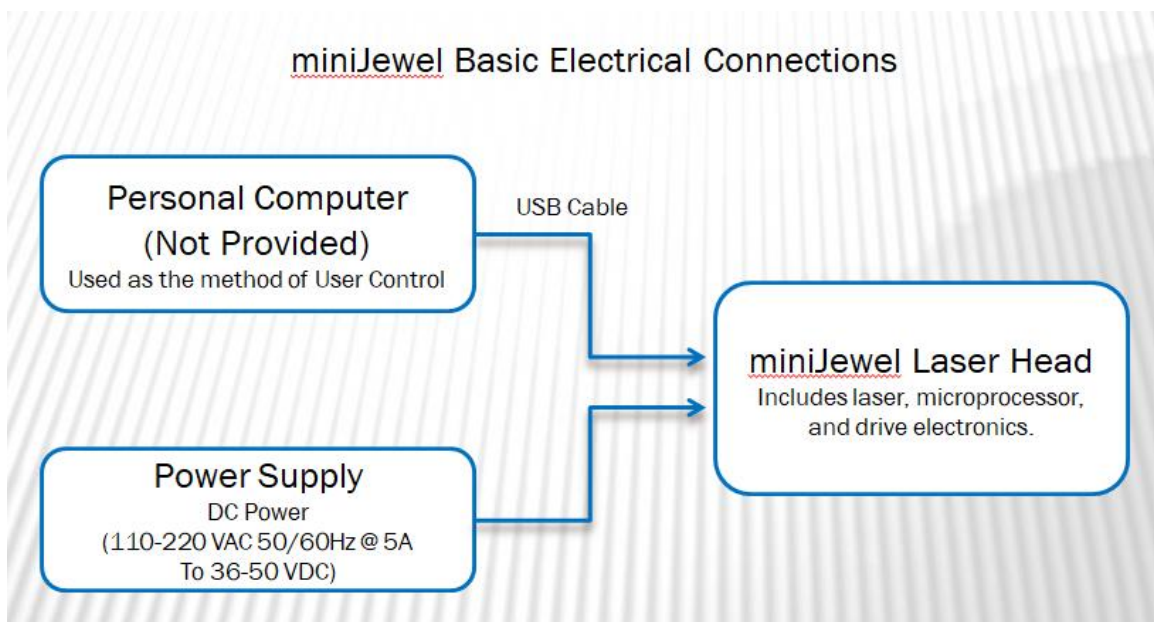 miniJewel Basic Electrical Connections
Personal Computer
(Not Provided)
Used as the method of User Control
USB Cable
miniJewel Laser Head
Includes laser, microprocessor,
and drive electronics.
Power Supply
DC Power
(110-220 VAC 50/60Hz @ 5A
To 36-50 VDC)